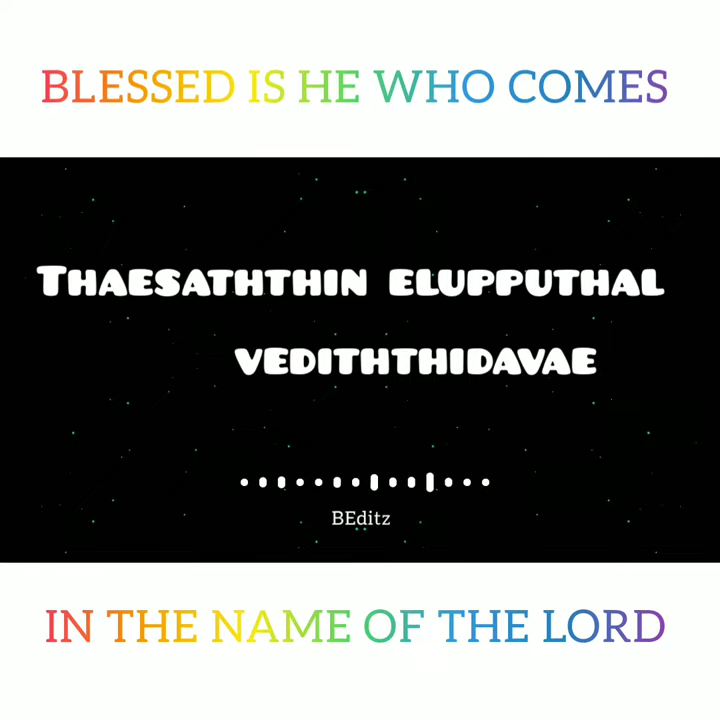 BLESSED IS HE WHO COMES
THAESATHTHIN ELUPPUTHAL
VEDITHTHIDAVAE
BEditz
IN THE NAME OF THE LORD